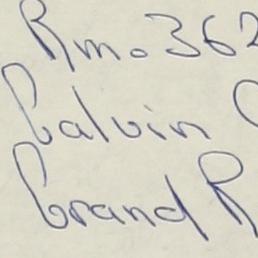 Rm. 362
Calvin C
Grand R